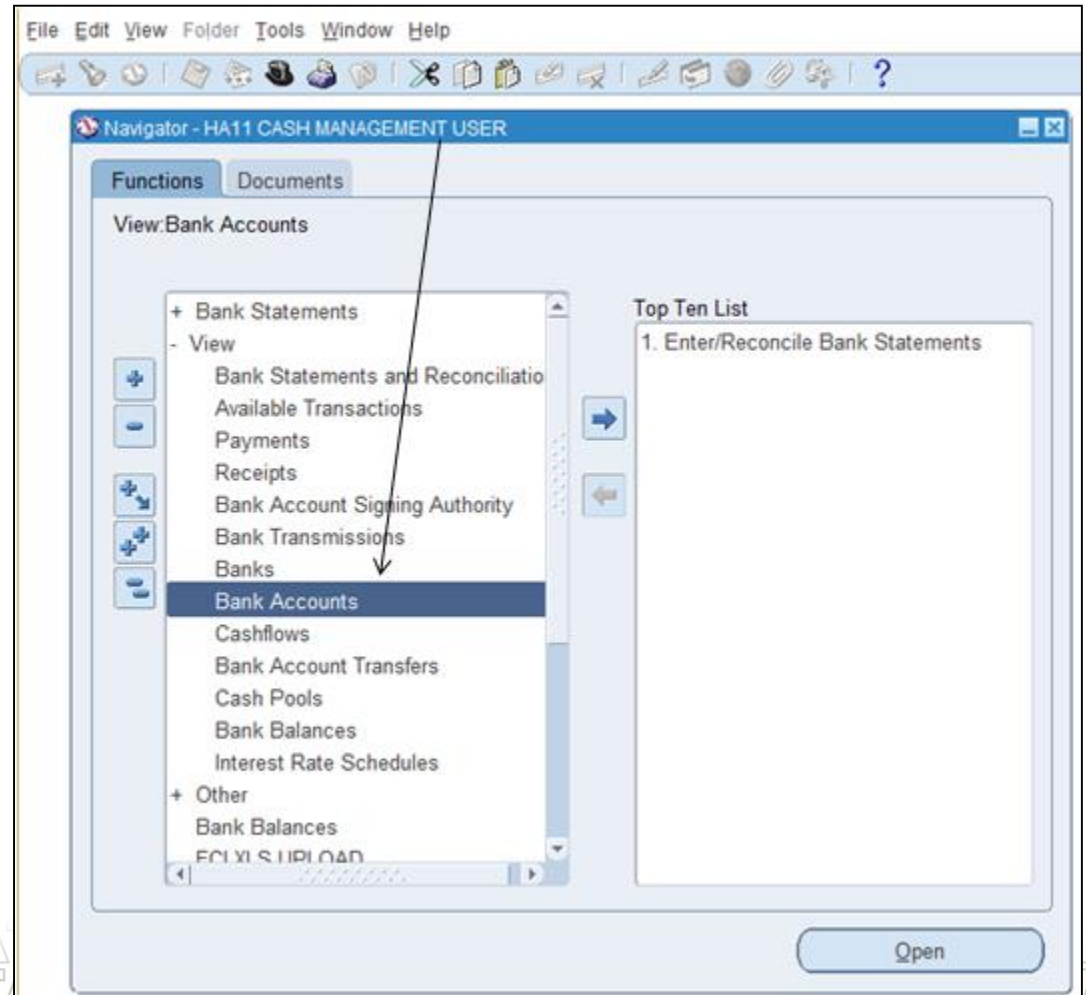 File Edit View Folder Tools Window Help
?
Navigator - HA11 CASH MANAGEMENT USER
Functions Documents
View:Bank Accounts
+ Bank Statements
- View
Bank Statements and Reconciliatio
Available Transactions
Payments
Receipts
Bank Account Signing Authority
Bank Transmissions
Banks
Bank Accounts
Cashflows
Bank Account Transfers
Cash Pools
Bank Balances
Interest Rate Schedules
+ Other
Bank Balances
ECLXLS UPLOAD
Top Ten List
1. Enter/Reconcile Bank Statements
Open